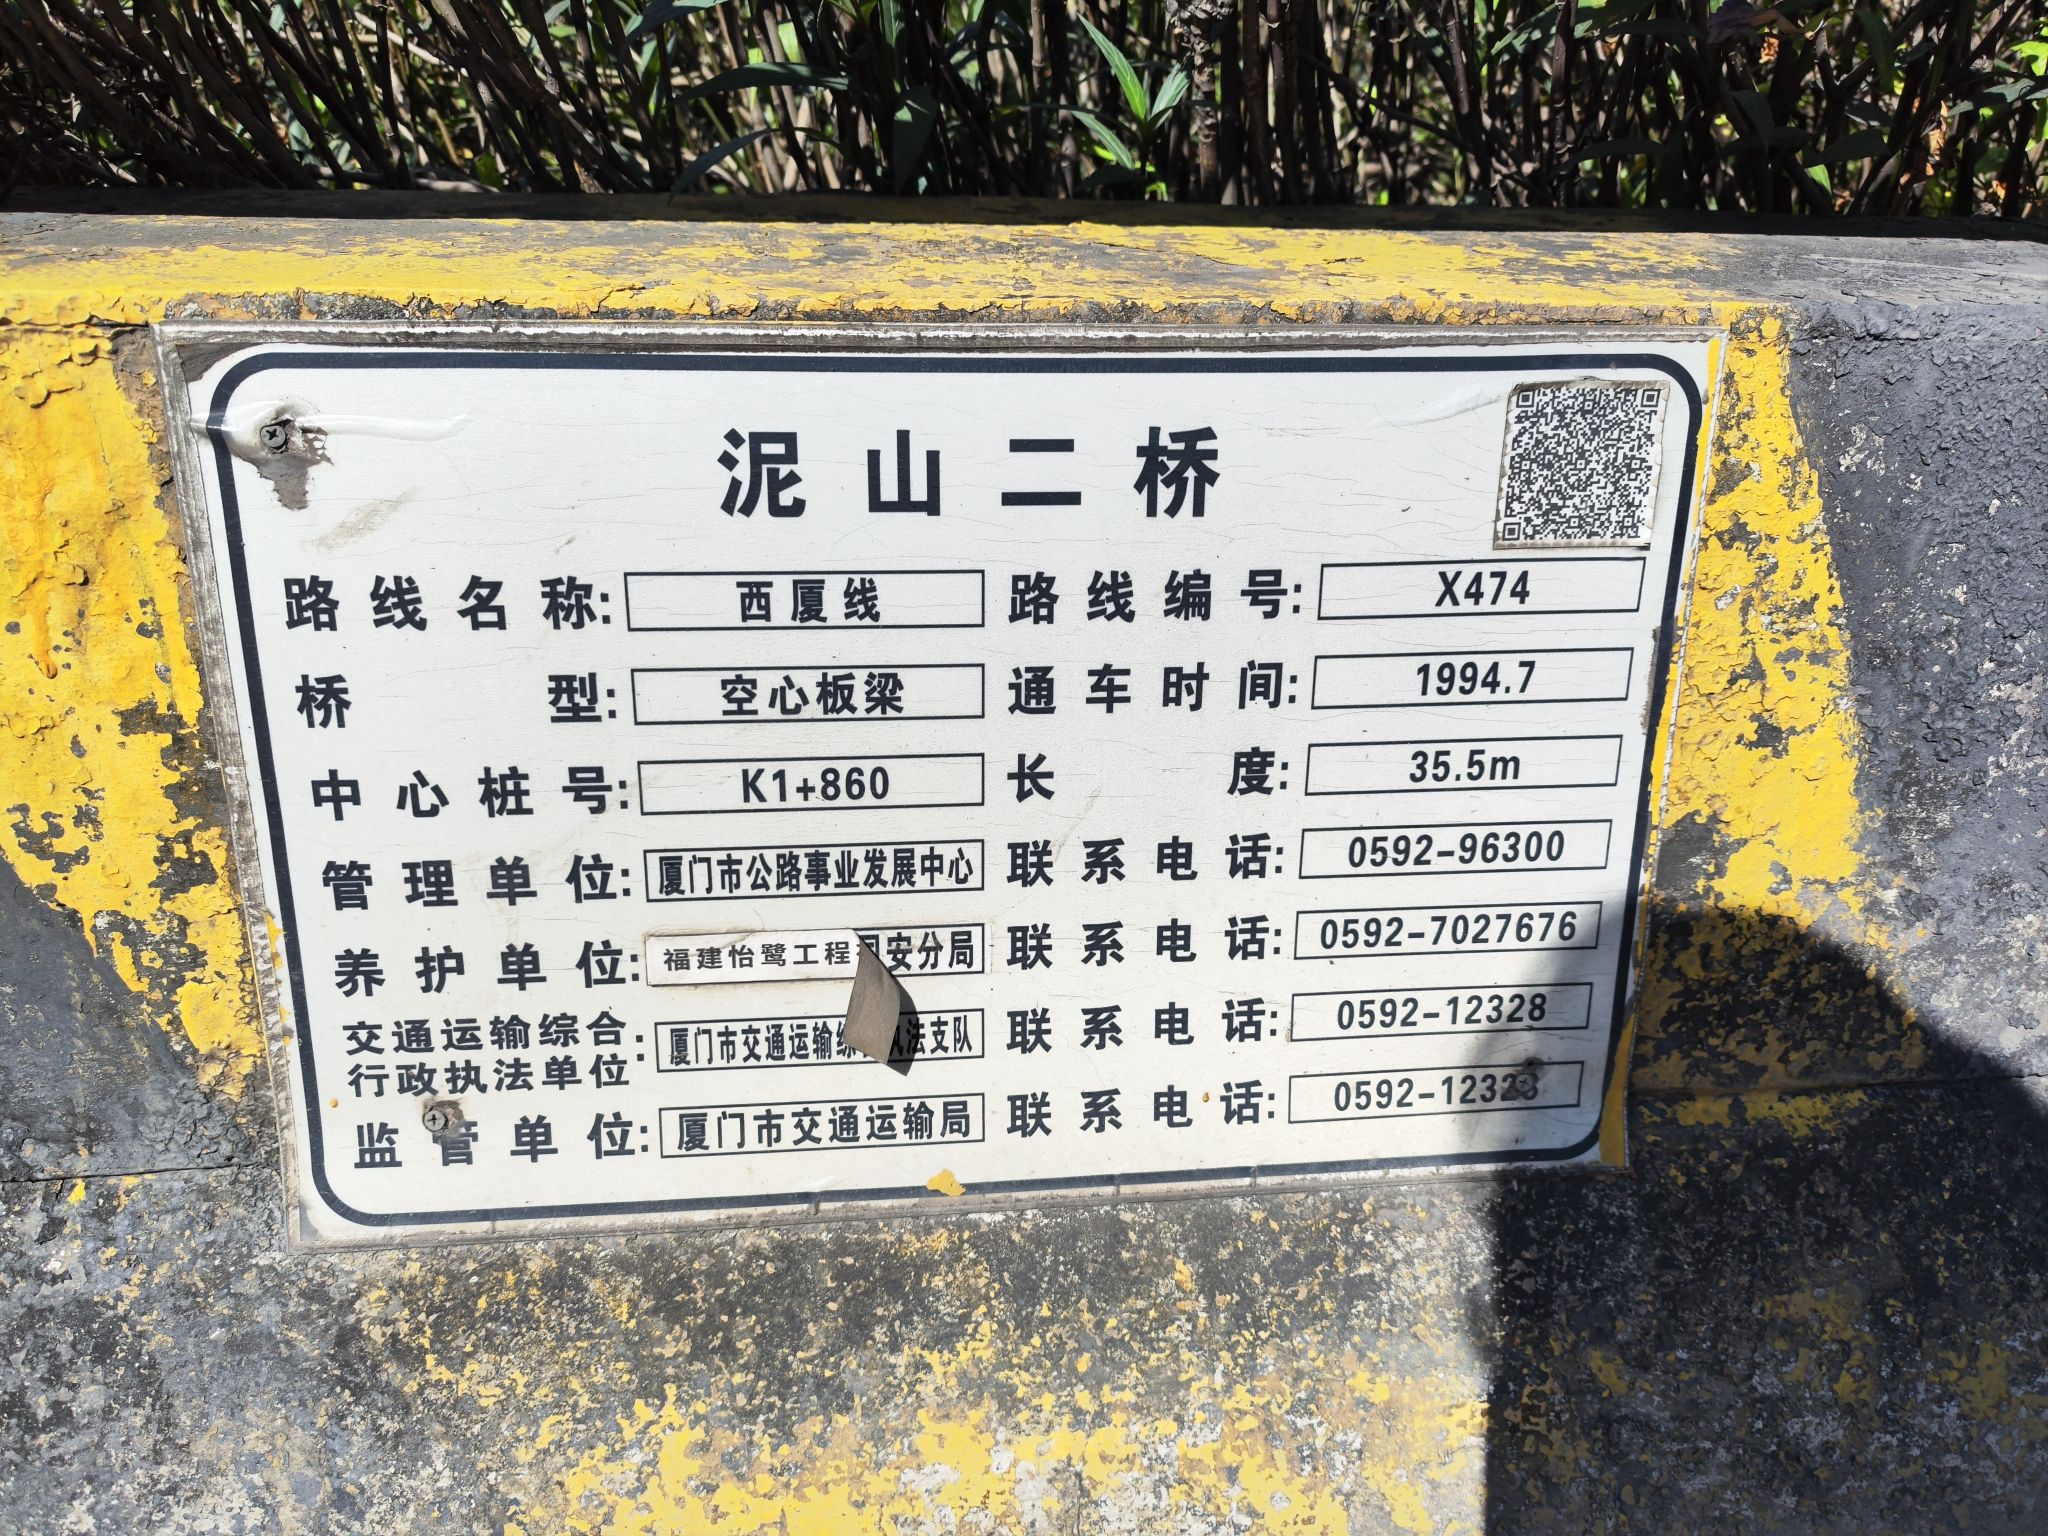 泥山二桥
路线名称: 西厦线 路线编号: X474
桥型: 空心板梁 通车时间: 1994.7
中心桩号: K1+860 长度: 35.5m
管理单位: 厦门市公路事业发展中心 联系电话: 0592-96300
养护单位: 福建怡鹭工程 安分局 联系电话: 0592-7027676
交通运输综合
行政执法单位: 厦门市交通运输综 执法支队 联系电话: 0592-12328
监管单位: 厦门市交通运输局 联系电话: 0592-12328